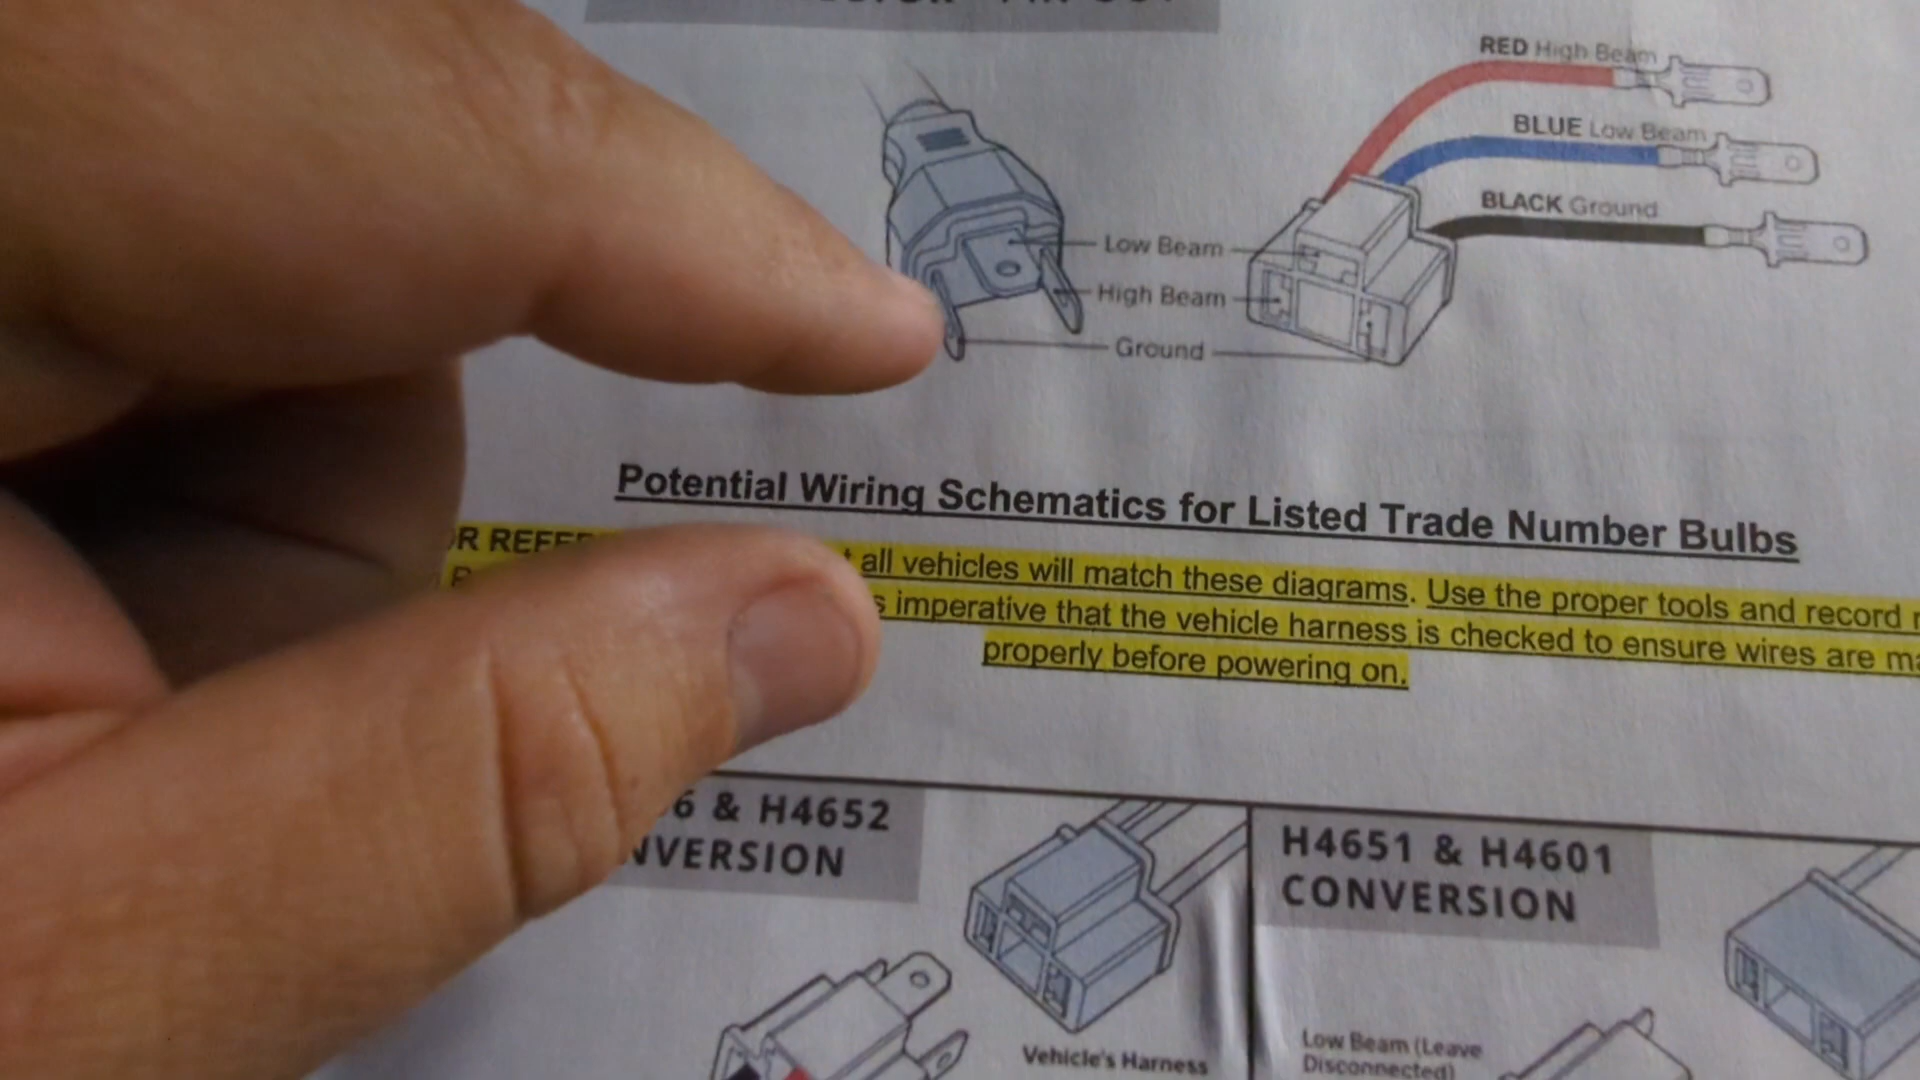 RED High Beam
BLUE Low Beam
BLACK Ground
Low Beam
High Beam
Ground
Potential Wiring Schematics for Listed Trade Number Bulbs
all vehicles will match these diagrams. Use the proper tools and record
imperative that the vehicle harness is checked to ensure wires are
properly before powering on.
& H4652
H4651 & H4601
CONVERSION
Vehicle's Harness
Low Beam (Leave
Disconnected)